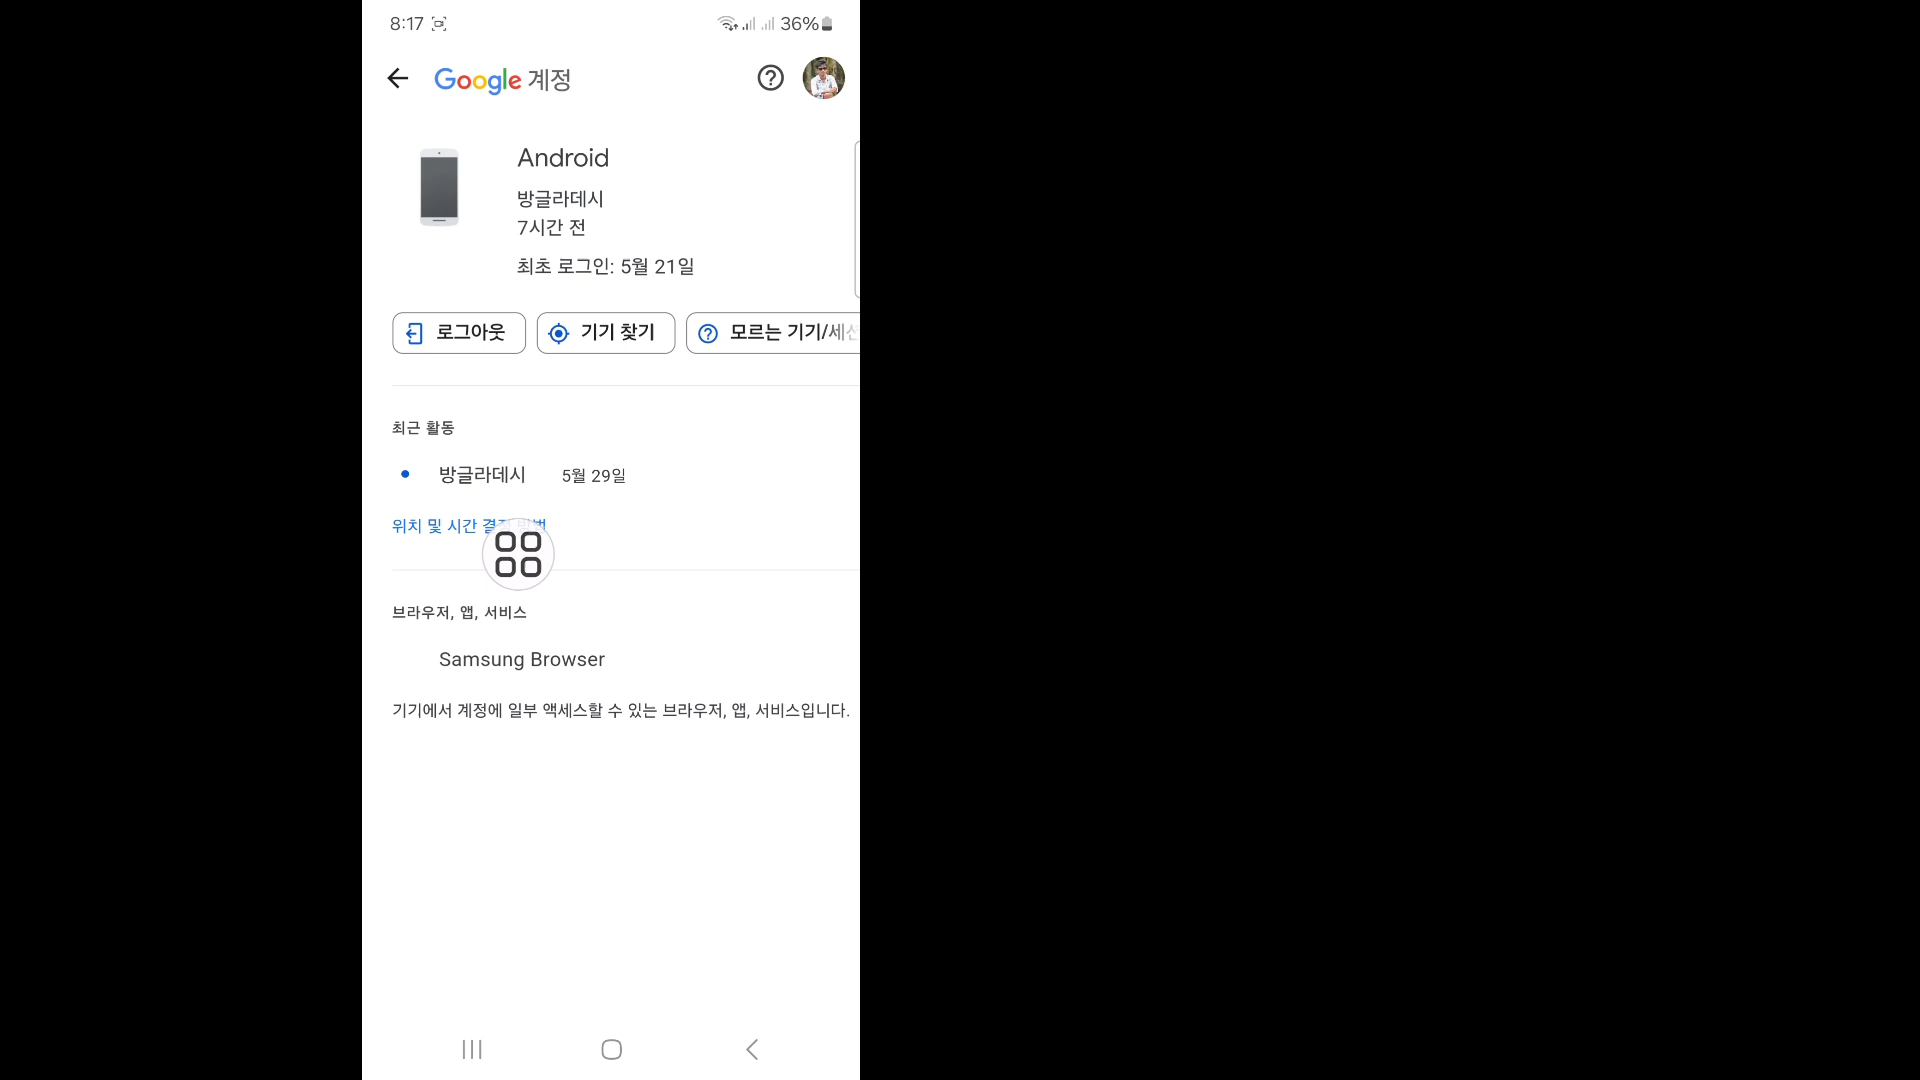 8:17
36%
Google 계정
Android
방글라데시
7시간 전
최초 로그인: 5월 21일
로그아웃
기기 찾기
모르는 기기/세션
최근 활동
방글라데시
5월 29일
위치 및 시간 결정 방법
브라우저, 앱, 서비스
Samsung Browser
기기에서 계정에 일부 액세스할 수 있는 브라우저, 앱, 서비스입니다.